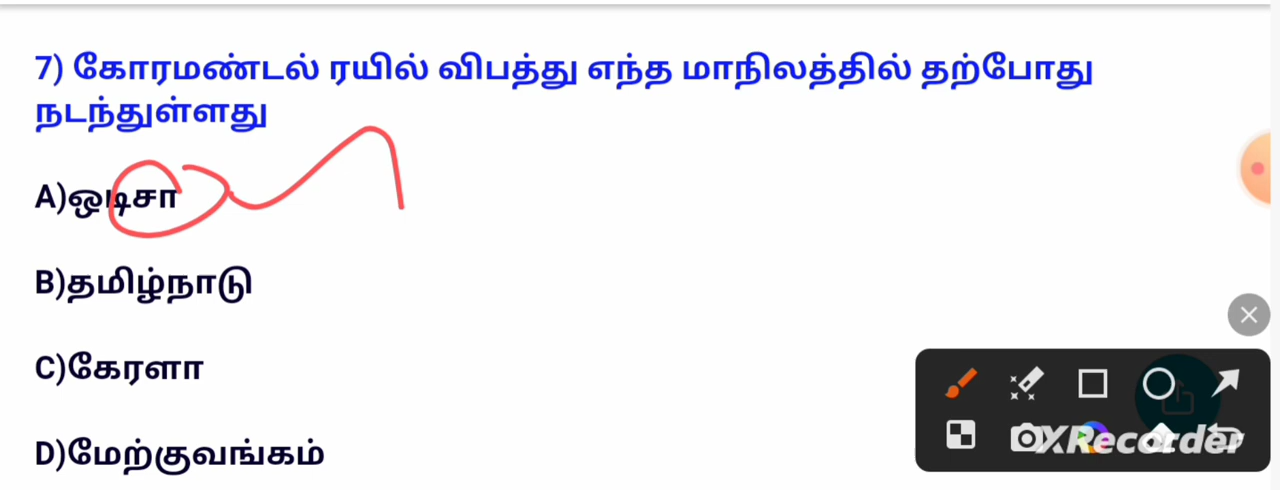 7) கோரமண்டல் ரயில் விபத்து எந்த மாநிலத்தில் தற்போது
நடந்துள்ளது
A)ஒடிசா
B)தமிழ்நாடு
C)கேரளா
D)மேற்குவங்கம்
XRecorder